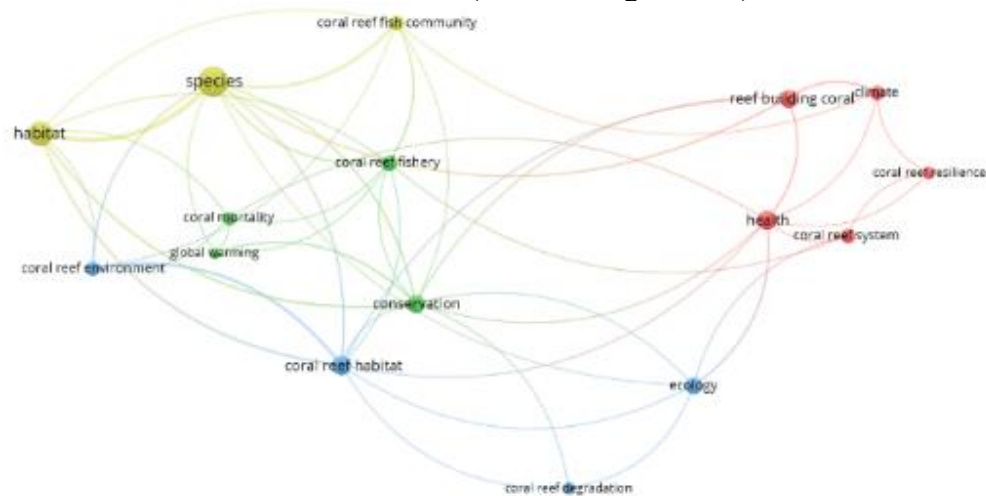 coral reef fish community
species
reef building coral
climate
habitat
coral reef fishery
coral reef resilience
coral mortality
health
coral reef system
global warming
coral reef environment
conservation
coral reef habitat
ecology
coral reef degradation